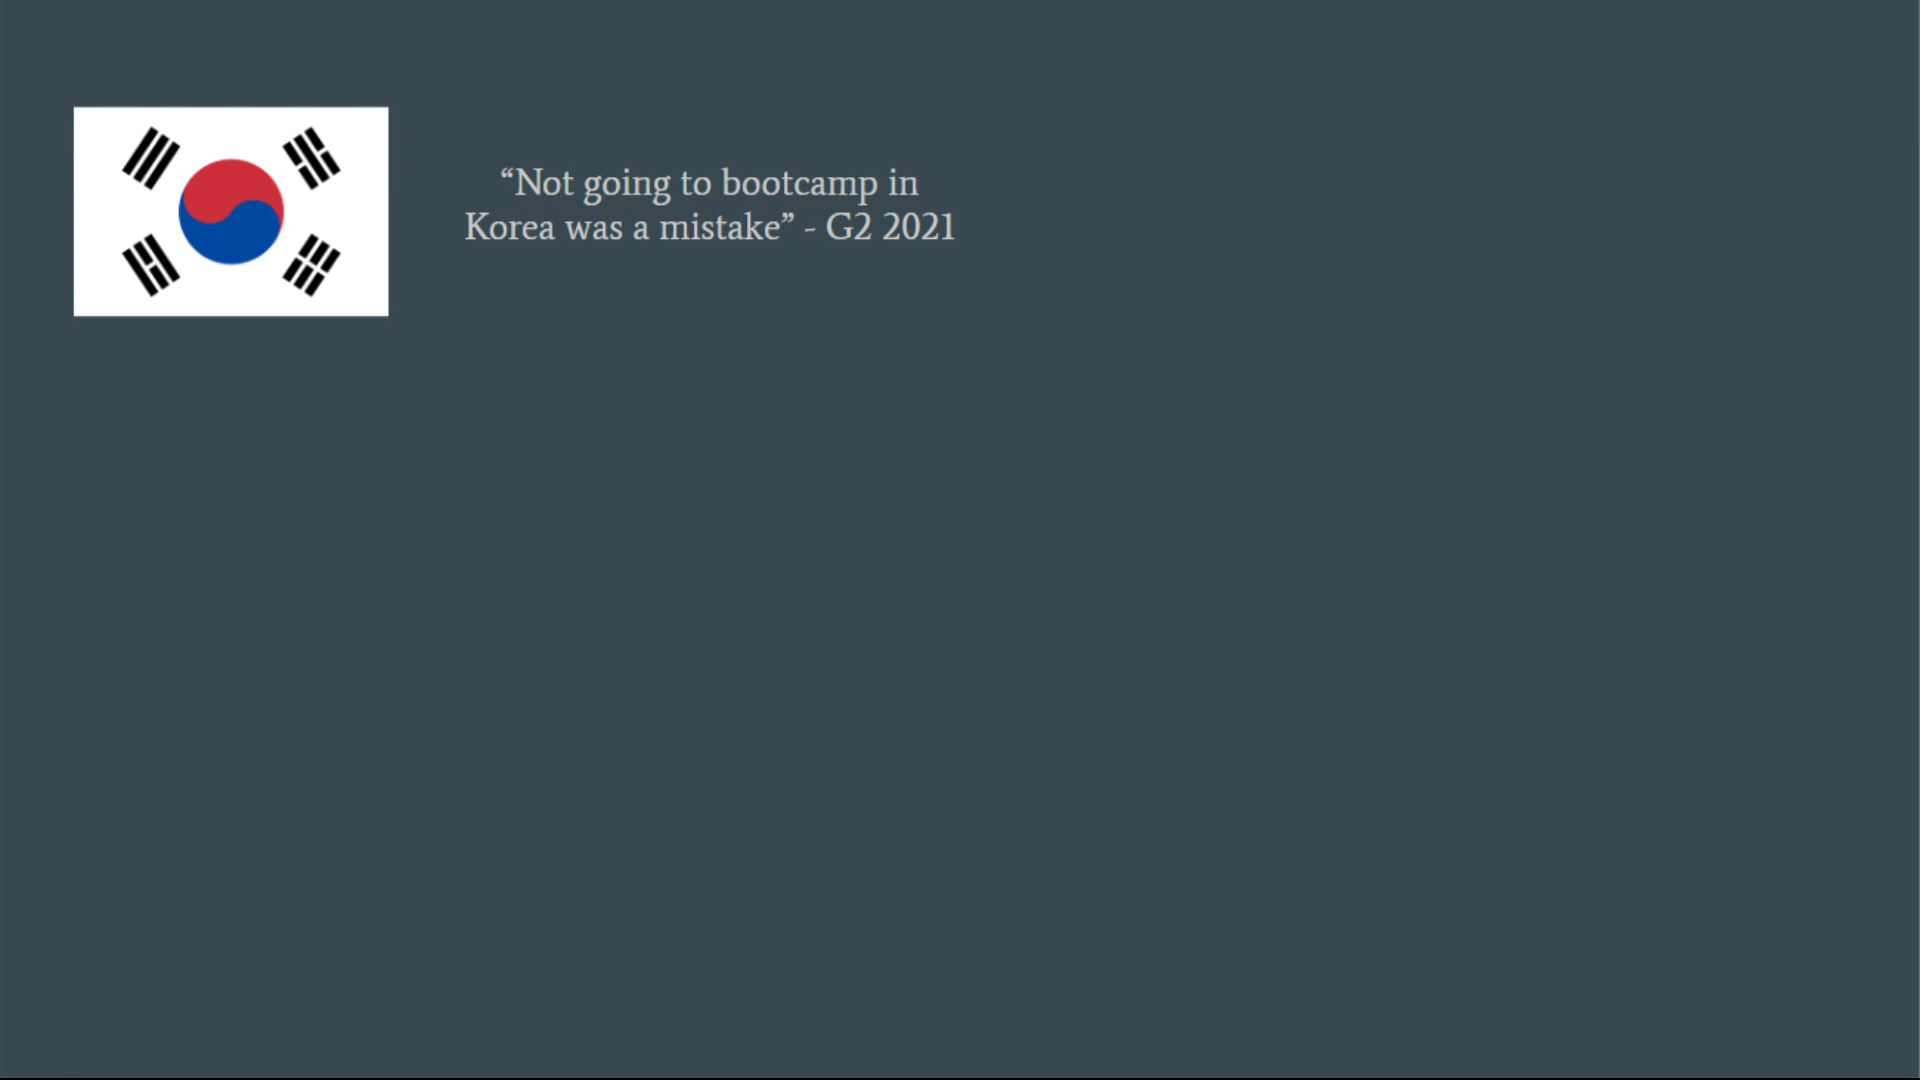 “Not going to bootcamp in
Korea was a mistake” - G2 2021